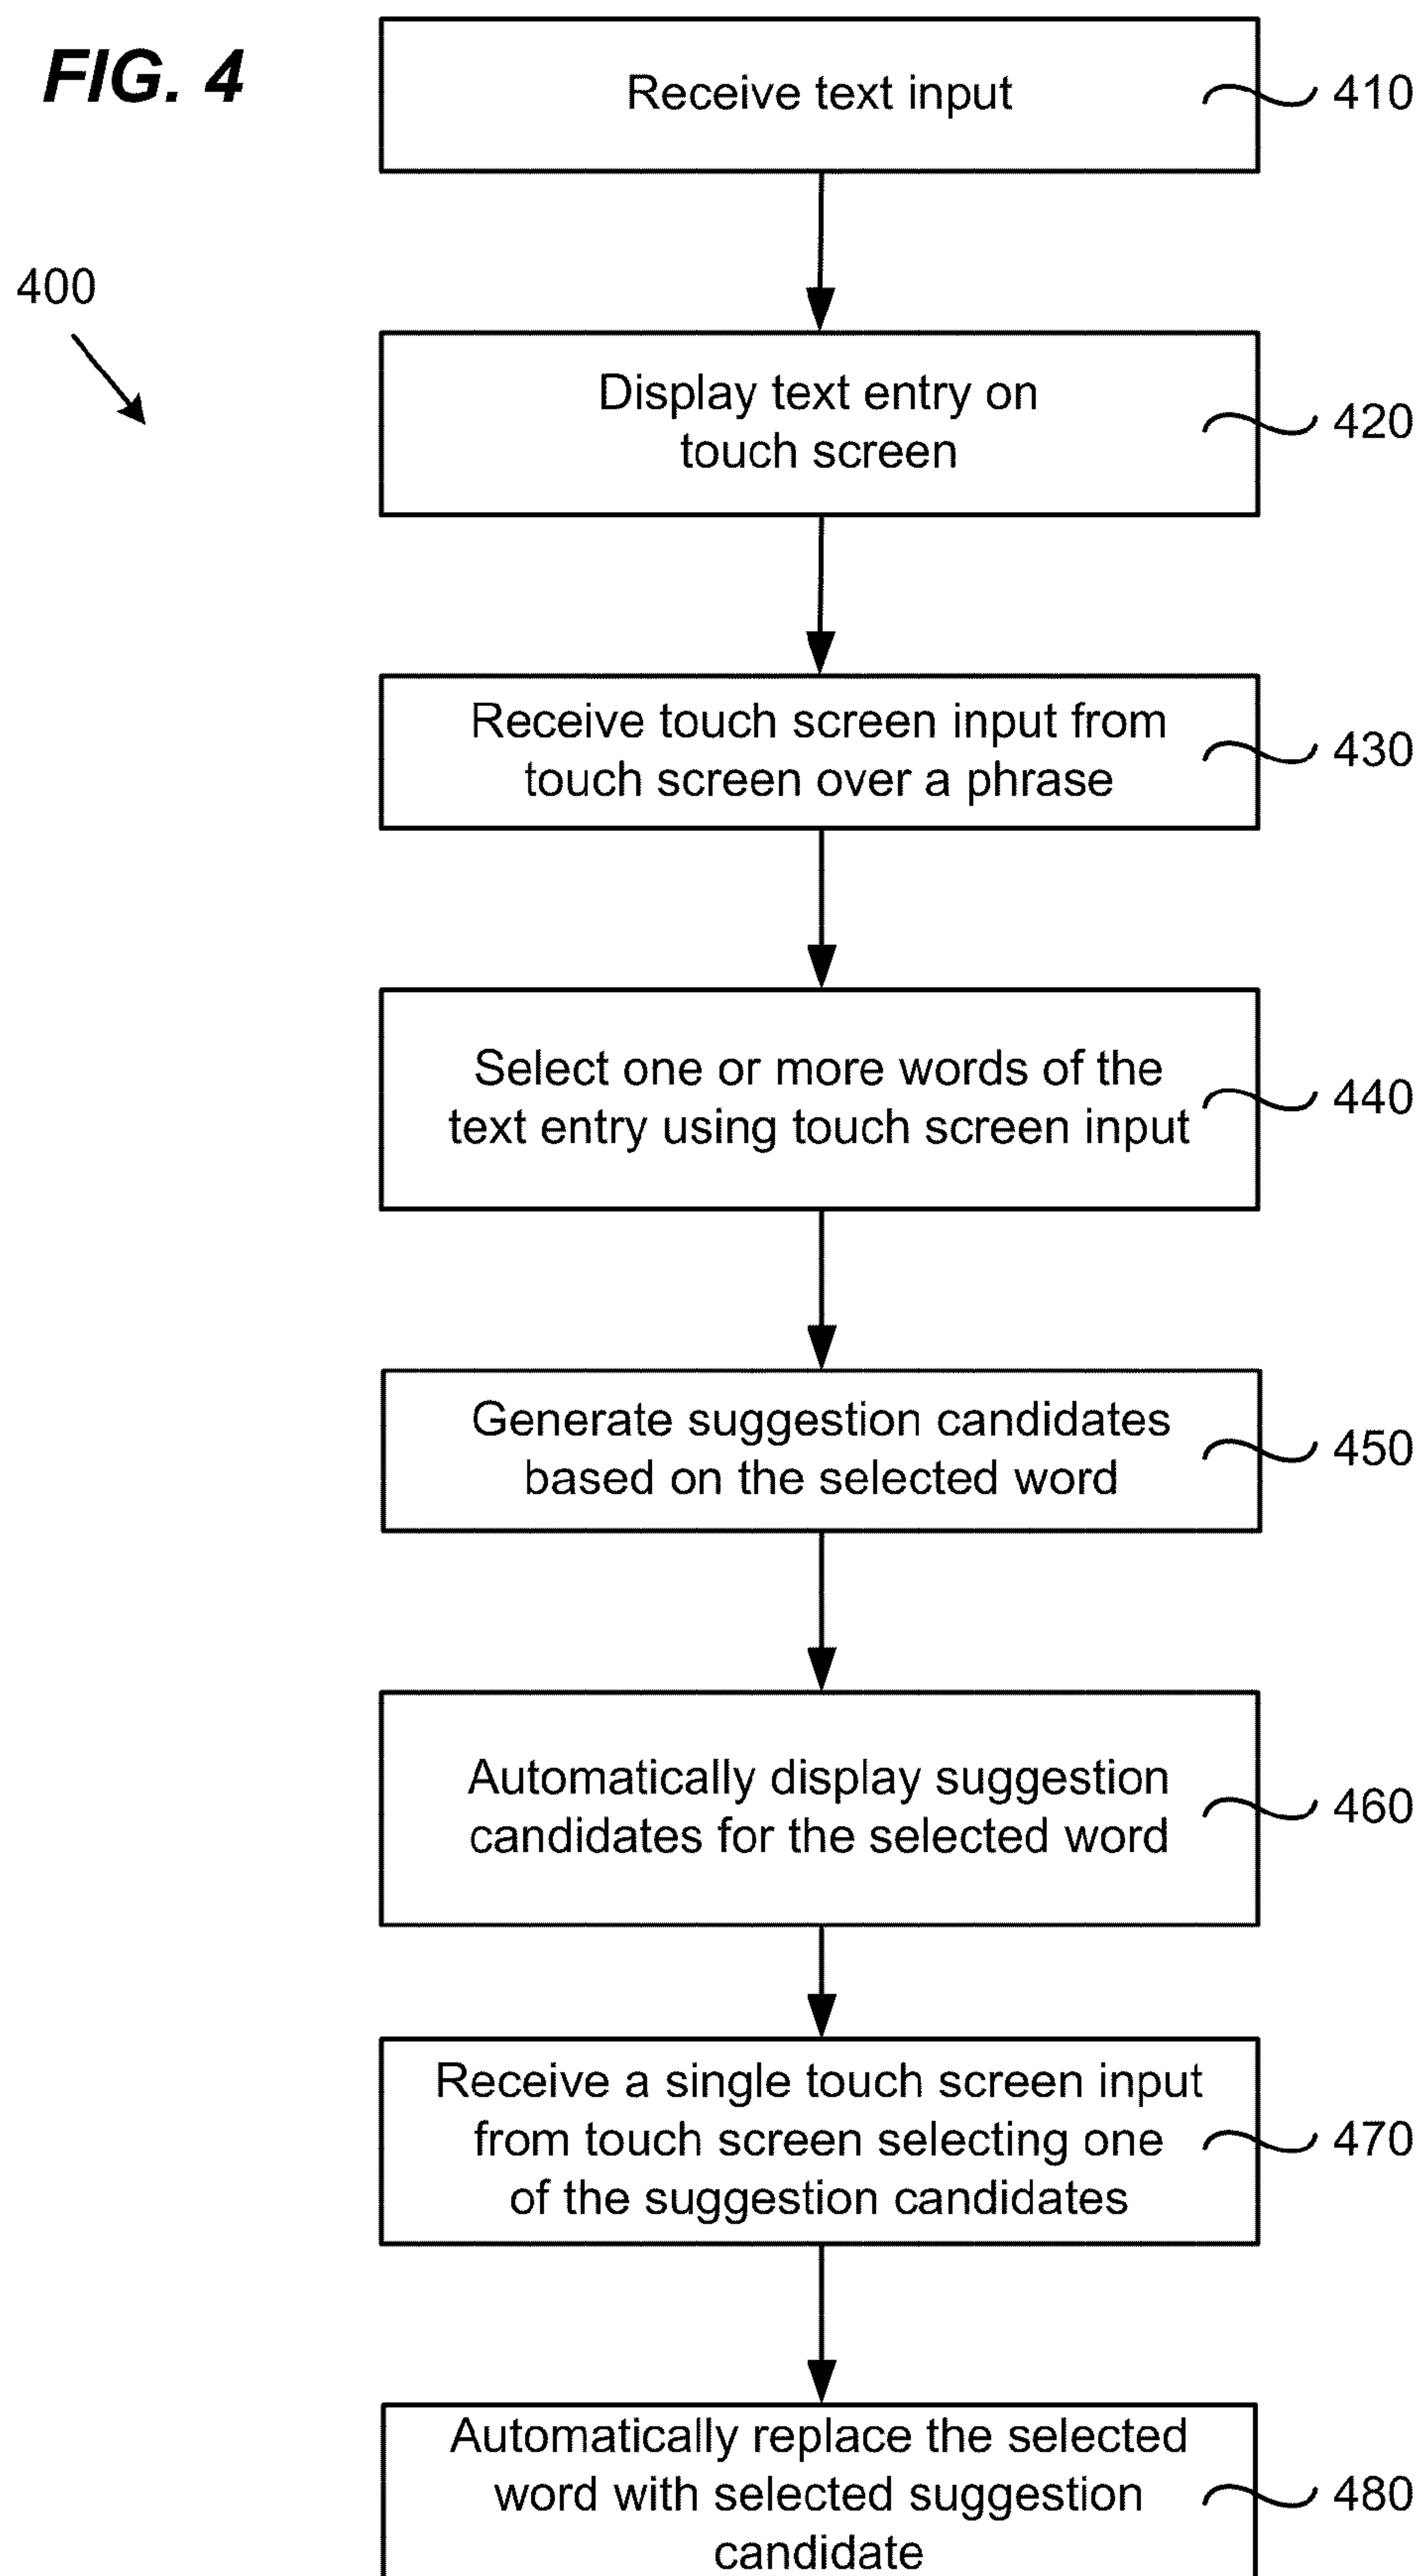 FIG. 4
Receive text input
410
400
Display text entry on
touch screen
420
Receive touch screen input from
touch screen over a phrase
430
Select one or more words of the
text entry using touch screen input
440
Generate suggestion candidates
based on the selected word
450
Automatically display suggestion
candidates for the selected word
460
Receive a single touch screen input
from touch screen selecting one
of the suggestion candidates
470
Automatically replace the selected
word with selected suggestion
candidate
480